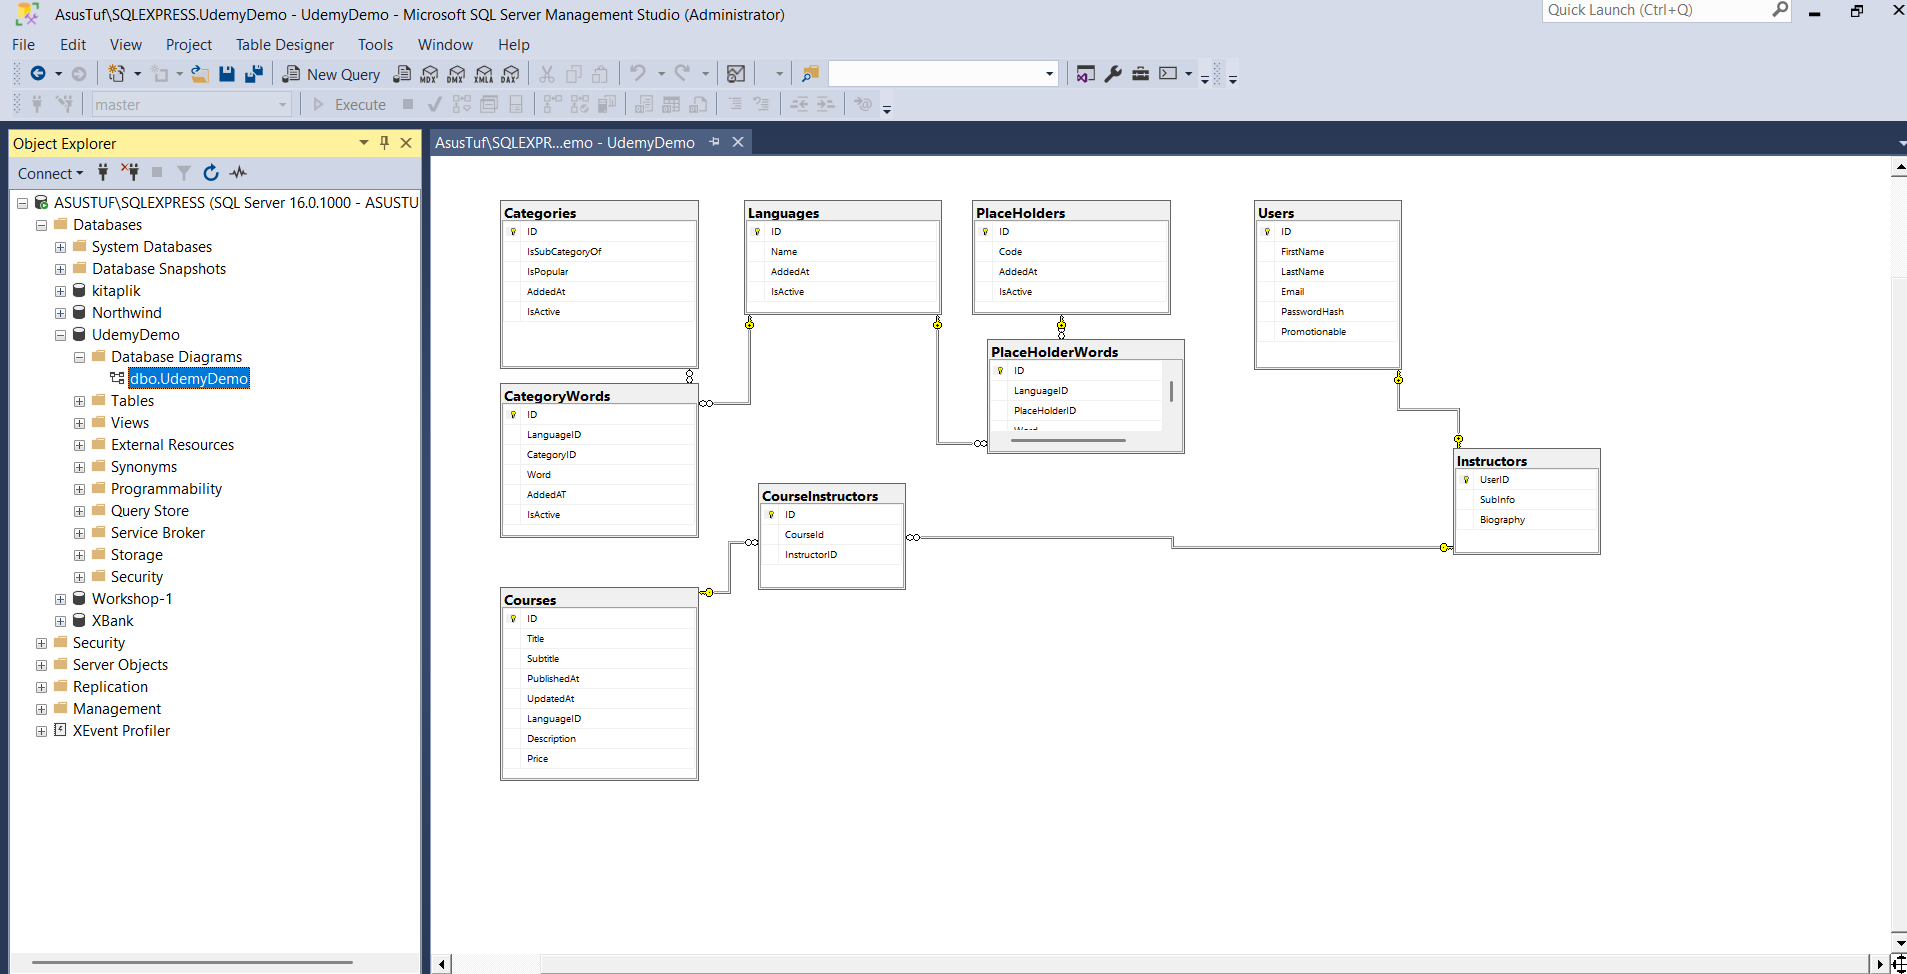 AsusTuf\SQLEXPRESS.UdemyDemo - UdemyDemo - Microsoft SQL Server Management Studio (Administrator)
Quick Launch (Ctrl+Q)
File Edit View Project Table Designer Tools Window Help
New Query MDX DMX XMLA DAX
master Execute
Object Explorer
Connect
ASUSTUF\SQLEXPRESS (SQL Server 16.0.1000 - ASUSTU
Databases
System Databases
Database Snapshots
kitaplik
Northwind
UdemyDemo
Database Diagrams
dbo.UdemyDemo
Tables
Views
External Resources
Synonyms
Programmability
Query Store
Service Broker
Storage
Security
Workshop-1
XBank
Security
Server Objects
Replication
Management
XEvent Profiler
AsusTuf\SQLEXPR...emo - UdemyDemo
Categories
ID
IsSubCategoryOf
IsPopular
AddedAt
IsActive
Languages
ID
Name
AddedAt
IsActive
PlaceHolders
ID
Code
AddedAt
IsActive
Users
ID
FirstName
LastName
Email
PasswordHash
Promotionable
CategoryWords
ID
LanguageID
CategoryID
Word
AddedAT
IsActive
PlaceHolderWords
ID
LanguageID
PlaceHolderID
Word
CourseInstructors
ID
CourseId
InstructorID
Instructors
UserID
SubInfo
Biography
Courses
ID
Title
Subtitle
PublishedAt
UpdatedAt
LanguageID
Description
Price